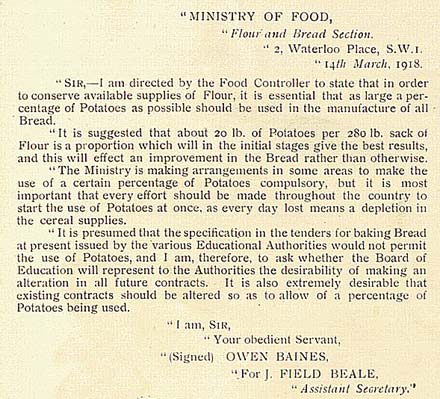 "MINISTRY OF FOOD,
"Flour and Bread Section.
"2, Waterloo Place, S.W.1.
"14th March, 1918.
"SIR,—I am directed by the Food Controller to state that in order
to conserve available supplies of Flour, it is essential that as large a per-
centage of Potatoes as possible should be used in the manufacture of all
Bread.
"It is suggested that about 20 lb. of Potatoes per 280 lb. sack of
Flour is a proportion which will in the initial stages give the best results,
and this will effect an improvement in the Bread rather than otherwise.
"The Ministry is making arrangements in some areas to make the
use of a certain percentage of Potatoes compulsory, but it is most
important that every effort should be made throughout the country to
start the use of Potatoes at once, as every day lost means a depletion in
the cereal supplies.
"It is presumed that the specification in the tenders for baking Bread
at present issued by the various Educational Authorities would not permit
the use of Potatoes, and I am, therefore, to ask whether the Board of
Education will represent to the Authorities the desirability of making an
alteration in all future contracts. It is also extremely desirable that
existing contracts should be altered so as to allow of a percentage of
Potatoes being used.
"I am, SIR,
"Your obedient Servant,
"(Signed) OWEN BAINES,
"For J. FIELD BEALE,
"Assistant Secretary."